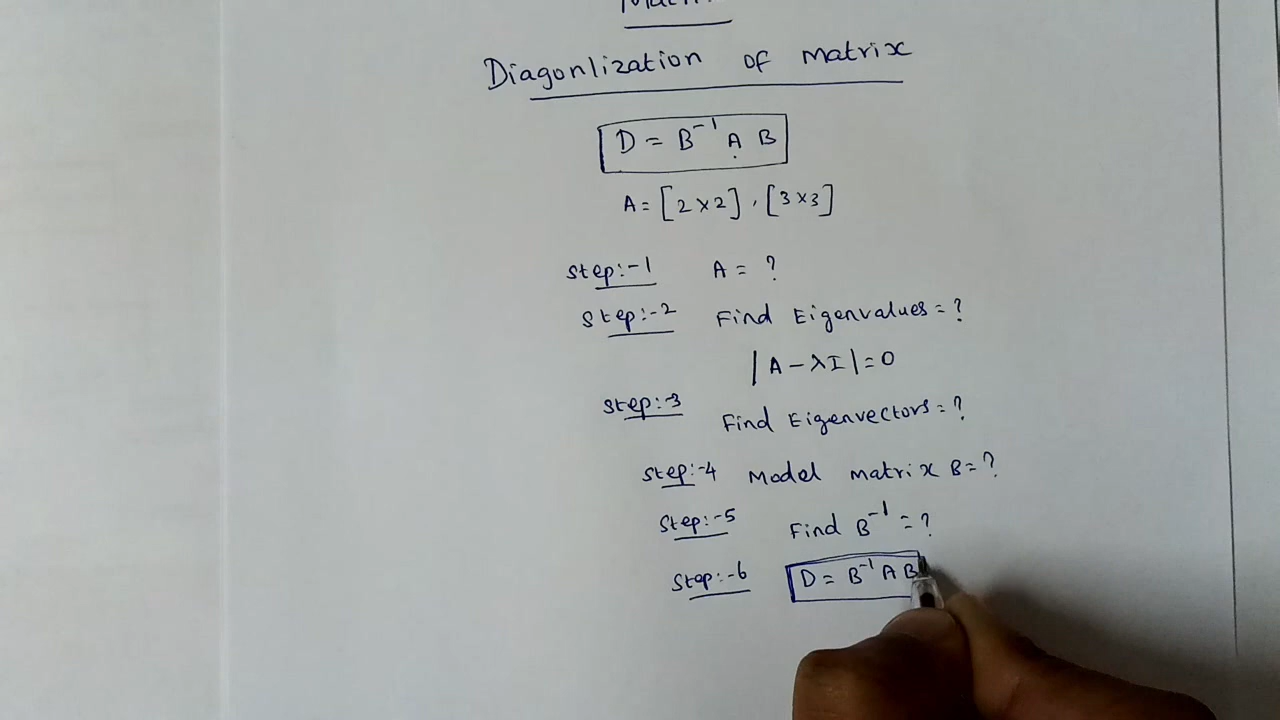 Diagonlization of matrix
D = B⁻¹ A B
A = [2×2], [3×3]
Step:-1 A = ?
Step:-2 Find Eigenvalues = ?
|A - λI| = 0
Step:-3
Find Eigenvectors = ?
Step:-4 Model matrix B = ?
Step:-5 Find B⁻¹ = ?
Step:-6 D = B⁻¹ A B